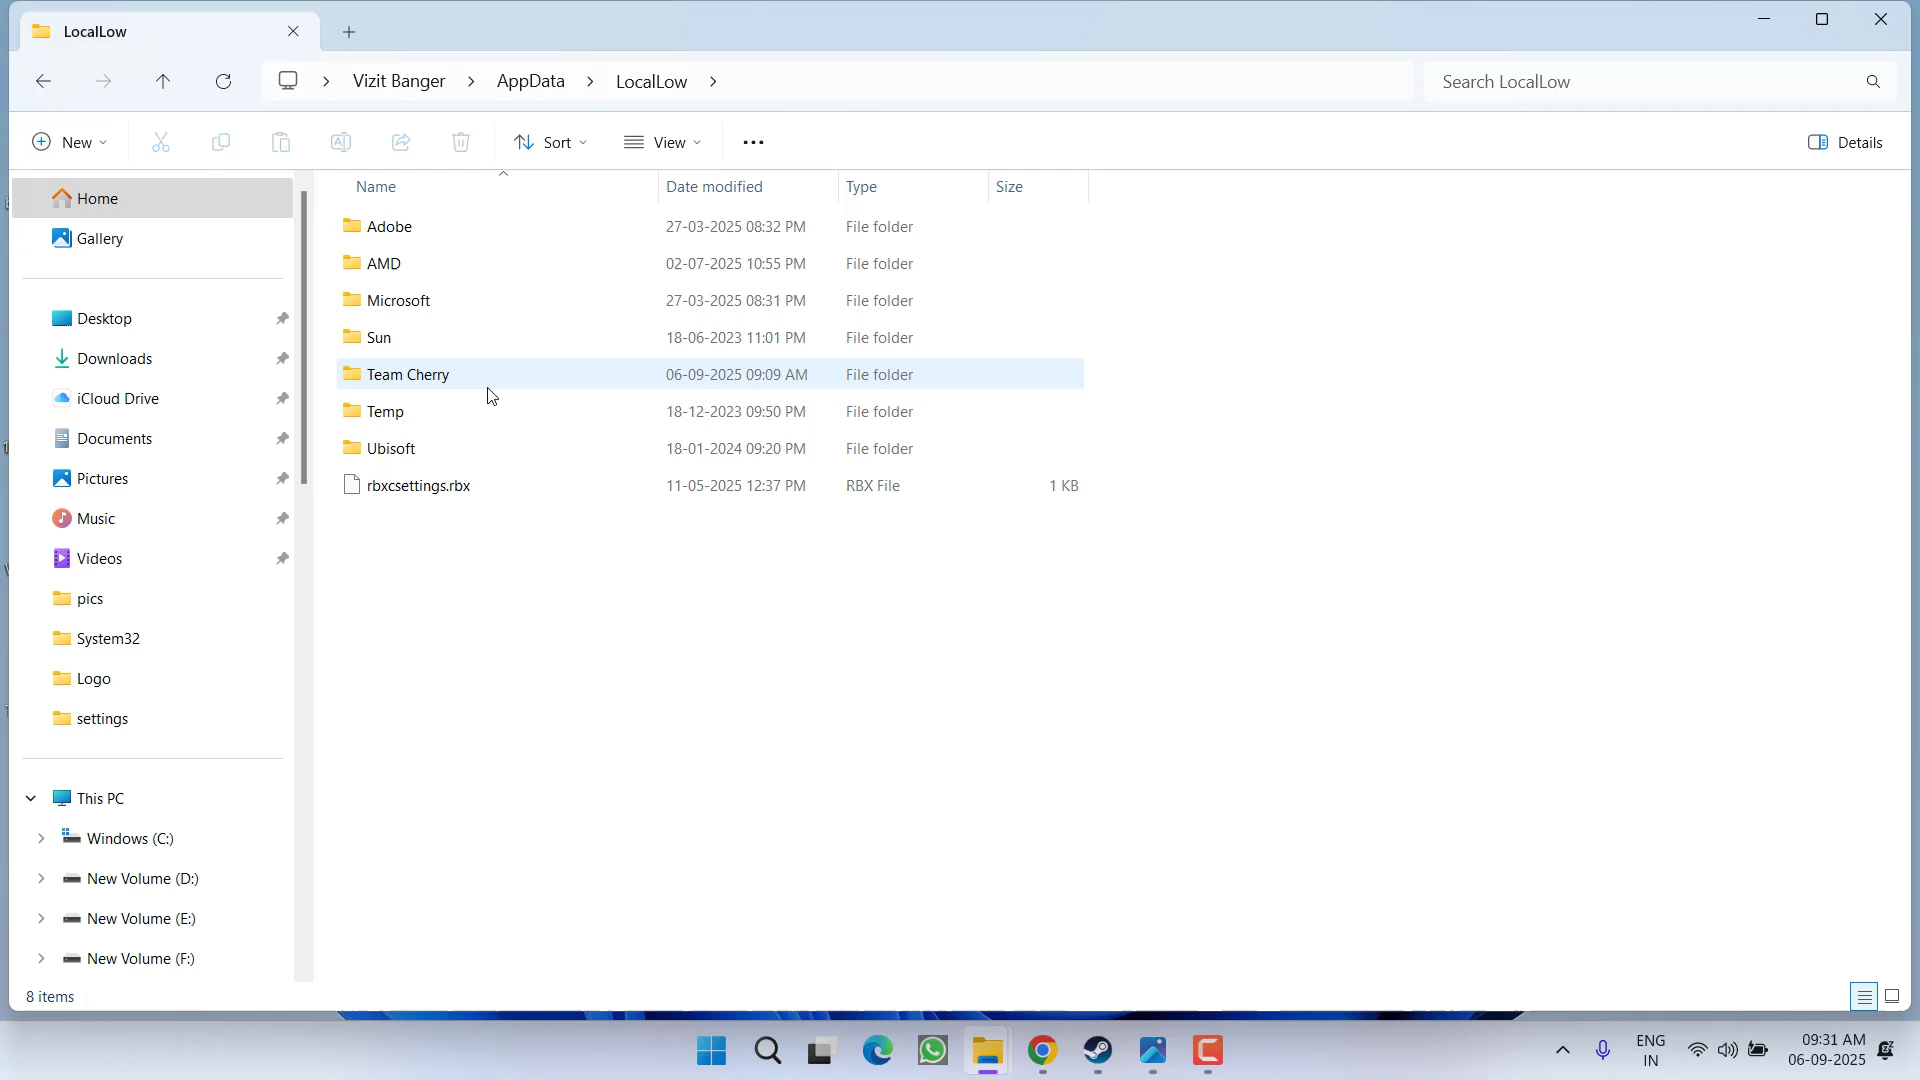 LocalLow
Vizit Banger AppData LocalLow Search LocalLow
New Sort View Details
Name Date modified Type Size
Adobe 27-03-2025 08:32 PM File folder
AMD 02-07-2025 10:55 PM File folder
Microsoft 27-03-2025 08:31 PM File folder
Sun 18-06-2023 11:01 PM File folder
Team Cherry 06-09-2025 09:09 AM File folder
Temp 18-12-2023 09:50 PM File folder
Ubisoft 18-01-2024 09:20 PM File folder
rbxcsettings.rbx 11-05-2025 12:37 PM RBX File 1 KB
Home
Gallery
Desktop
Downloads
iCloud Drive
Documents
Pictures
Music
Videos
pics
System32
Logo
settings
This PC
Windows (C:)
New Volume (D:)
New Volume (E:)
New Volume (F:)
8 items
ENG 09:31 AM
IN 06-09-2025